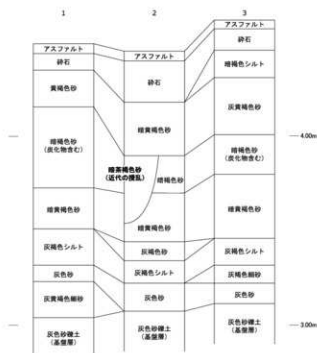 1
アスファルト
砕石
黄褐色砂
暗褐色砂
(炭化物含む)
暗黄褐色砂
灰褐色シルト
灰色砂
灰黄褐色細砂
灰色砂礫土
(基盤層)
2
アスファルト
砕石
暗黄褐色砂
暗茶褐色砂
(近代の攪乱)
暗褐色砂
暗黄褐色砂
灰褐色砂
灰褐色シルト
灰色砂
灰色砂礫土
(基盤層)
3
アスファルト
砕石
暗褐色シルト
灰黄褐色砂
暗褐色砂
(炭化物含む)
暗黄褐色砂
灰褐色シルト
灰褐色細砂
灰色砂
灰色砂礫土
(基盤層)
4.00m
3.00m